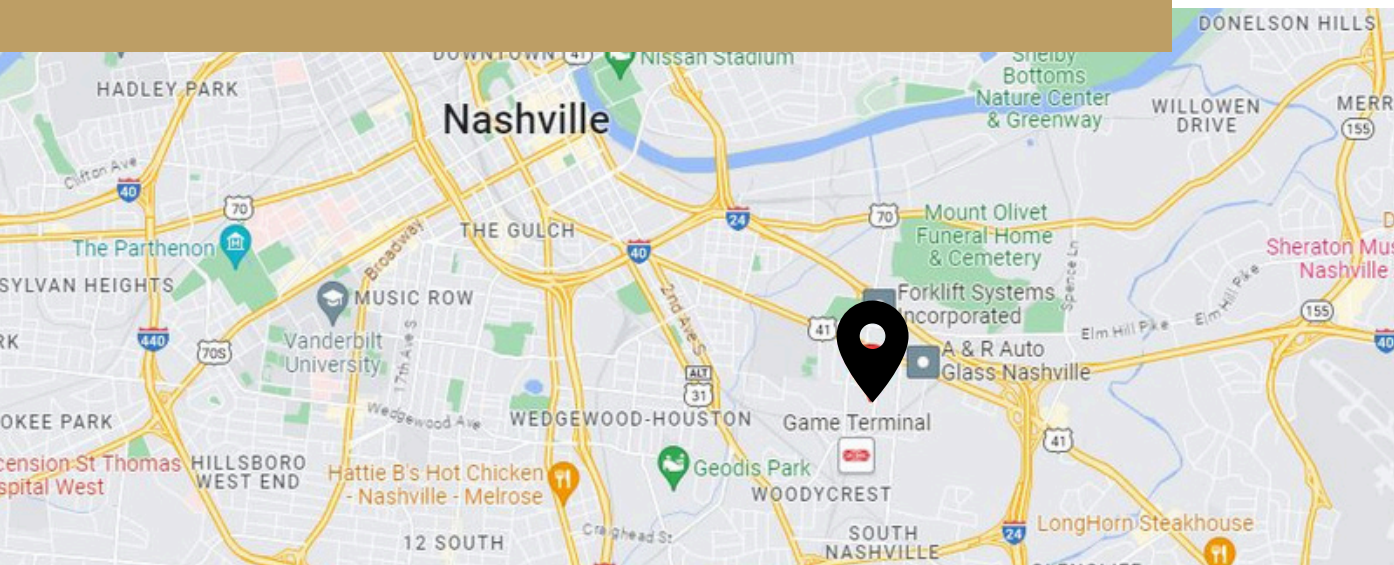 DONELSON HILLS
DOWNTOWN
41
Nissan Stadium
Shelby
Bottoms
Nature Center
& Greenway
HADLEY PARK
Nashville
WILLOWEN
DRIVE
MERR
155
Clifton Ave
40
70
The Parthenon
Broadway
THE GULCH
40
24
70
Mount Olivet
Funeral Home
& Cemetery
Spence Ln
Sheraton Mus
Nashville
SYLVAN HEIGHTS
MUSIC ROW
2nd Ave S
Forklift Systems
Incorporated
Elm Hill Pike
Elm Hill Pike
155
RK
440
70S
Vanderbilt
University
17th Ave S
41
A & R Auto
Glass Nashville
40
ALT
31
OKEE PARK
Wedgewood Ave
WEDGEWOOD-HOUSTON
Game Terminal
41
cension St Thomas
spital West
HILLSBORO
WEST END
Hattie B's Hot Chicken
- Nashville - Melrose
Geodis Park
WOODYCREST
12 SOUTH
Craighead St
SOUTH
NASHVILLE
24
LongHorn Steakhouse